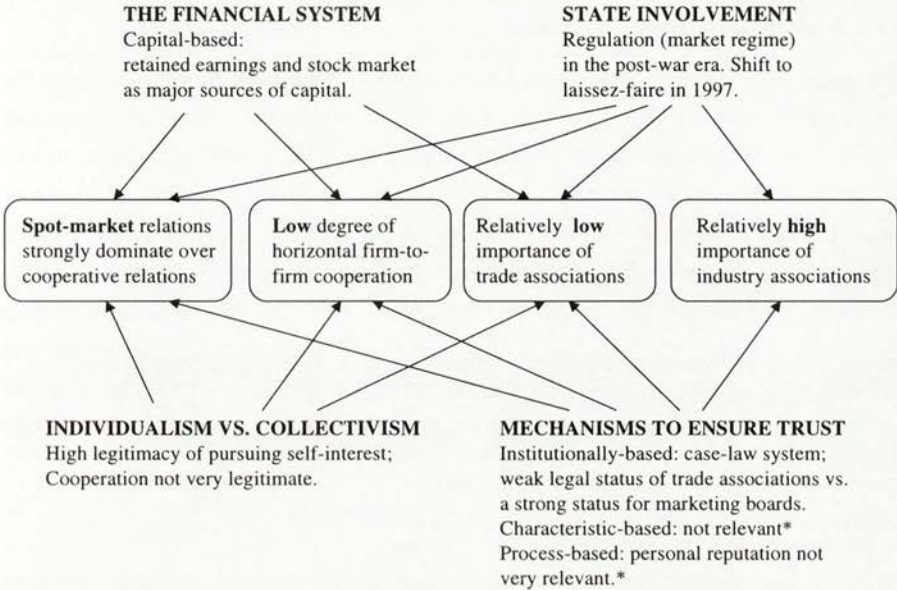 THE FINANCIAL SYSTEM
Capital-based:
retained earnings and stock market
as major sources of capital.
STATE INVOLVEMENT
Regulation (market regime)
in the post-war era. Shift to
laissez-faire in 1997.
Spot-market relations
strongly dominate over
cooperative relations
Low degree of
horizontal firm-to-
firm cooperation
Relatively low
importance of
trade associations
Relatively high
importance of
industry associations
INDIVIDUALISM VS. COLLECTIVISM
High legitimacy of pursuing self-interest;
Cooperation not very legitimate.
MECHANISMS TO ENSURE TRUST
Institutionally-based: case-law system;
weak legal status of trade associations vs.
a strong status for marketing boards.
Characteristic-based: not relevant*
Process-based: personal reputation not
very relevant.*